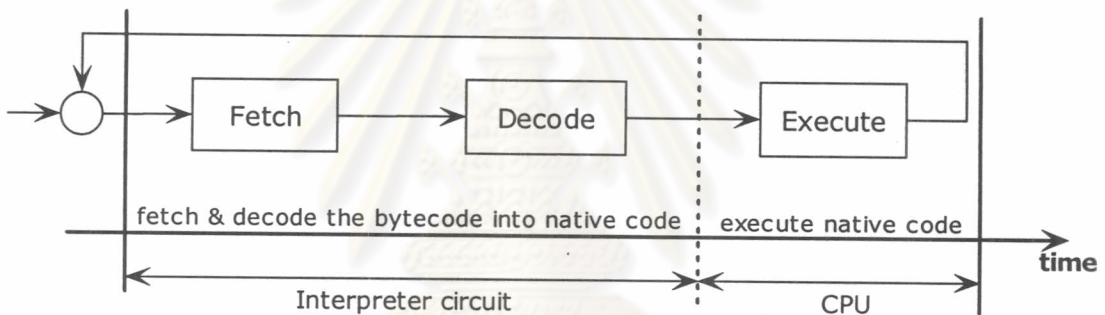 Fetch
Decode
Execute
fetch & decode the bytecode into native code
execute native code
time
Interpreter circuit
CPU